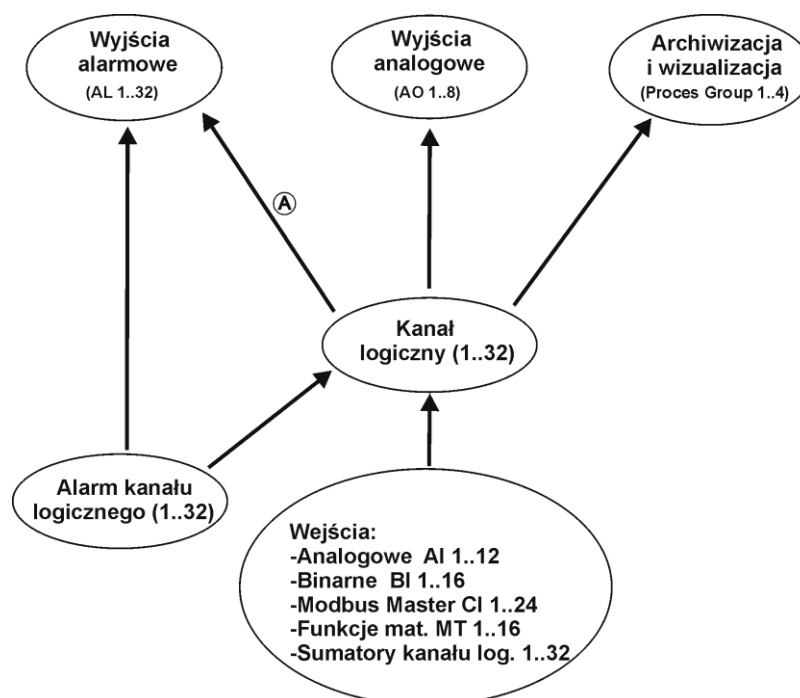 Wyjścia
alarmowe
(AL 1..32)
Wyjścia
analogowe
(AO 1..8)
Archiwizacja
i wizualizacja
(Proces Group 1..4)
A
Kanał
logiczny (1..32)
Alarm kanału
logicznego (1..32)
Wejścia:
-Analogowe AI 1..12
-Binarne BI 1..16
-Modbus Master CI 1..24
-Funkcje mat. MT 1..16
-Sumatory kanału log. 1..32